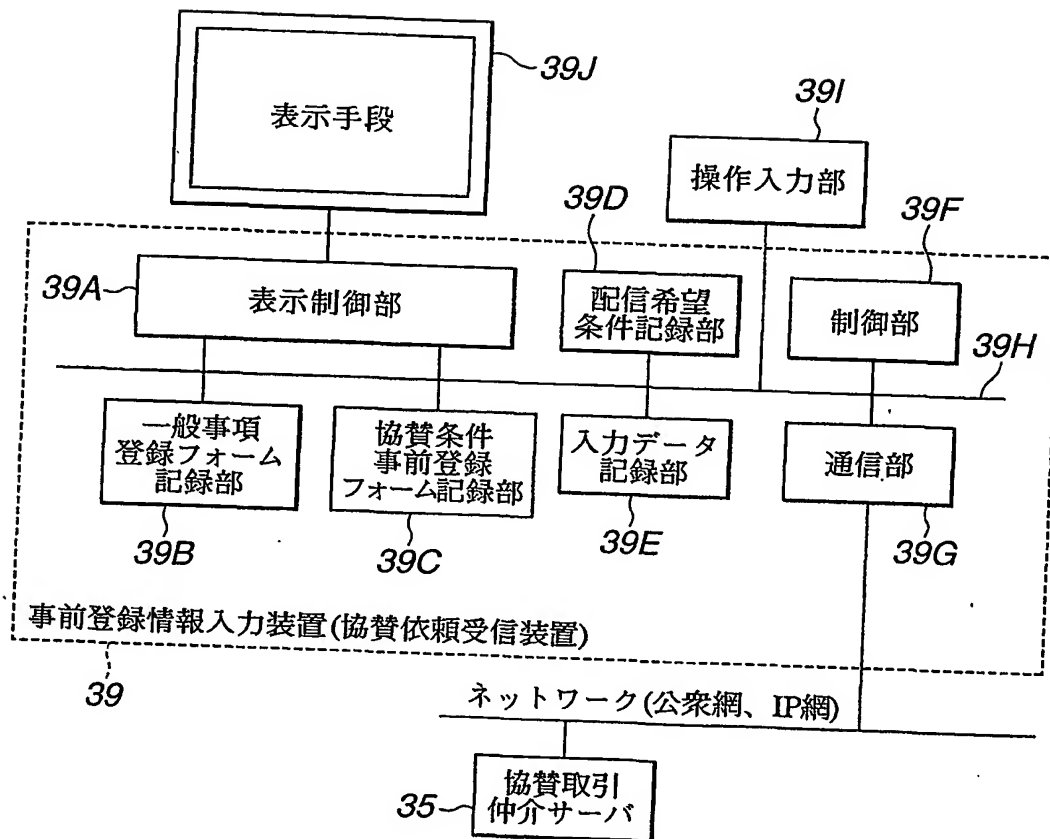 39J
表示手段
39I
操作入力部
39D
39F
39A
表示制御部
配信希望
条件記録部
制御部
39H
一般事項
登録フォーム
記録部
協賛条件
事前登録
フォーム記録部
入力データ
記録部
通信部
39B
39C
39E
39G
事前登録情報入力装置(協賛依頼受信装置)
39
ネットワーク(公衆網、IP網)
35
協賛取引
仲介サーバ